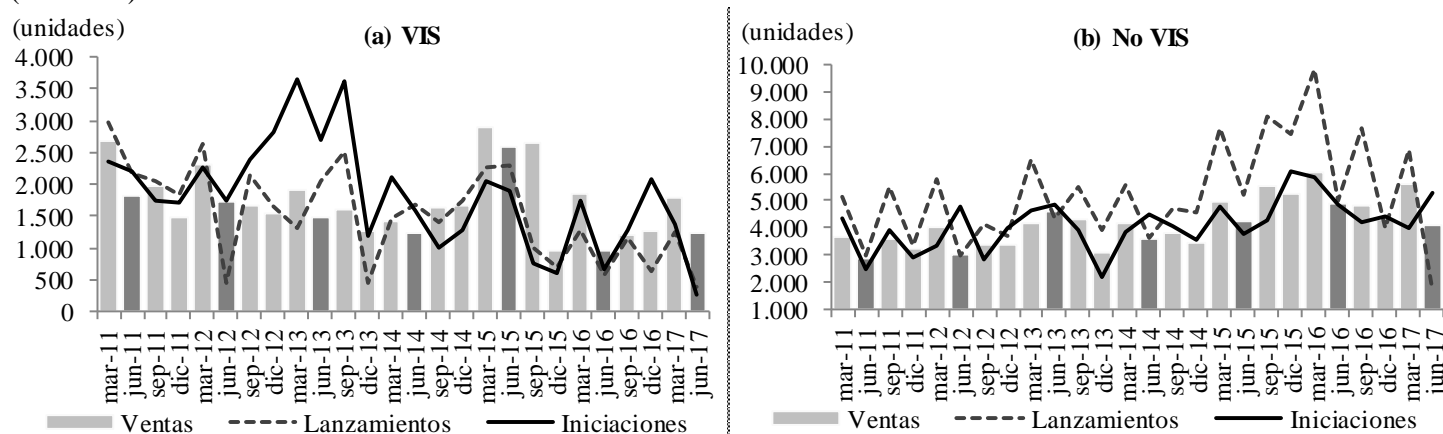 (unidades)
(a) VIS
4.000
3.500
3.000
2.500
2.000
1.500
1.000
500
0
mar-11
jun-11
sep-11
dic-11
mar-12
jun-12
sep-12
dic-12
mar-13
jun-13
sep-13
dic-13
mar-14
jun-14
sep-14
dic-14
mar-15
jun-15
sep-15
dic-15
mar-16
jun-16
sep-16
dic-16
mar-17
jun-17
Ventas Lanzamientos Iniciaciones
(unidades)
(b) No VIS
10.000
9.000
8.000
7.000
6.000
5.000
4.000
3.000
2.000
1.000
mar-11
jun-11
sep-11
dic-11
mar-12
jun-12
sep-12
dic-12
mar-13
jun-13
sep-13
dic-13
mar-14
jun-14
sep-14
dic-14
mar-15
jun-15
sep-15
dic-15
mar-16
jun-16
sep-16
dic-16
mar-17
jun-17
Ventas Lanzamientos Iniciaciones